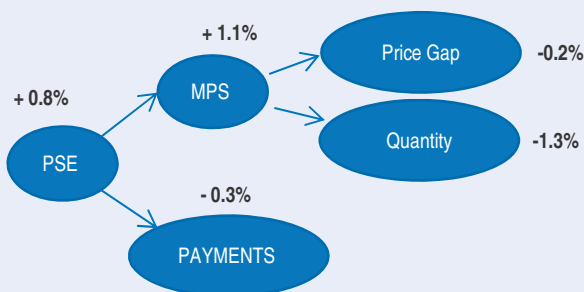 + 1.1%
Price Gap
-0.2%
+ 0.8%
MPS
Quantity
-1.3%
PSE
- 0.3%
PAYMENTS